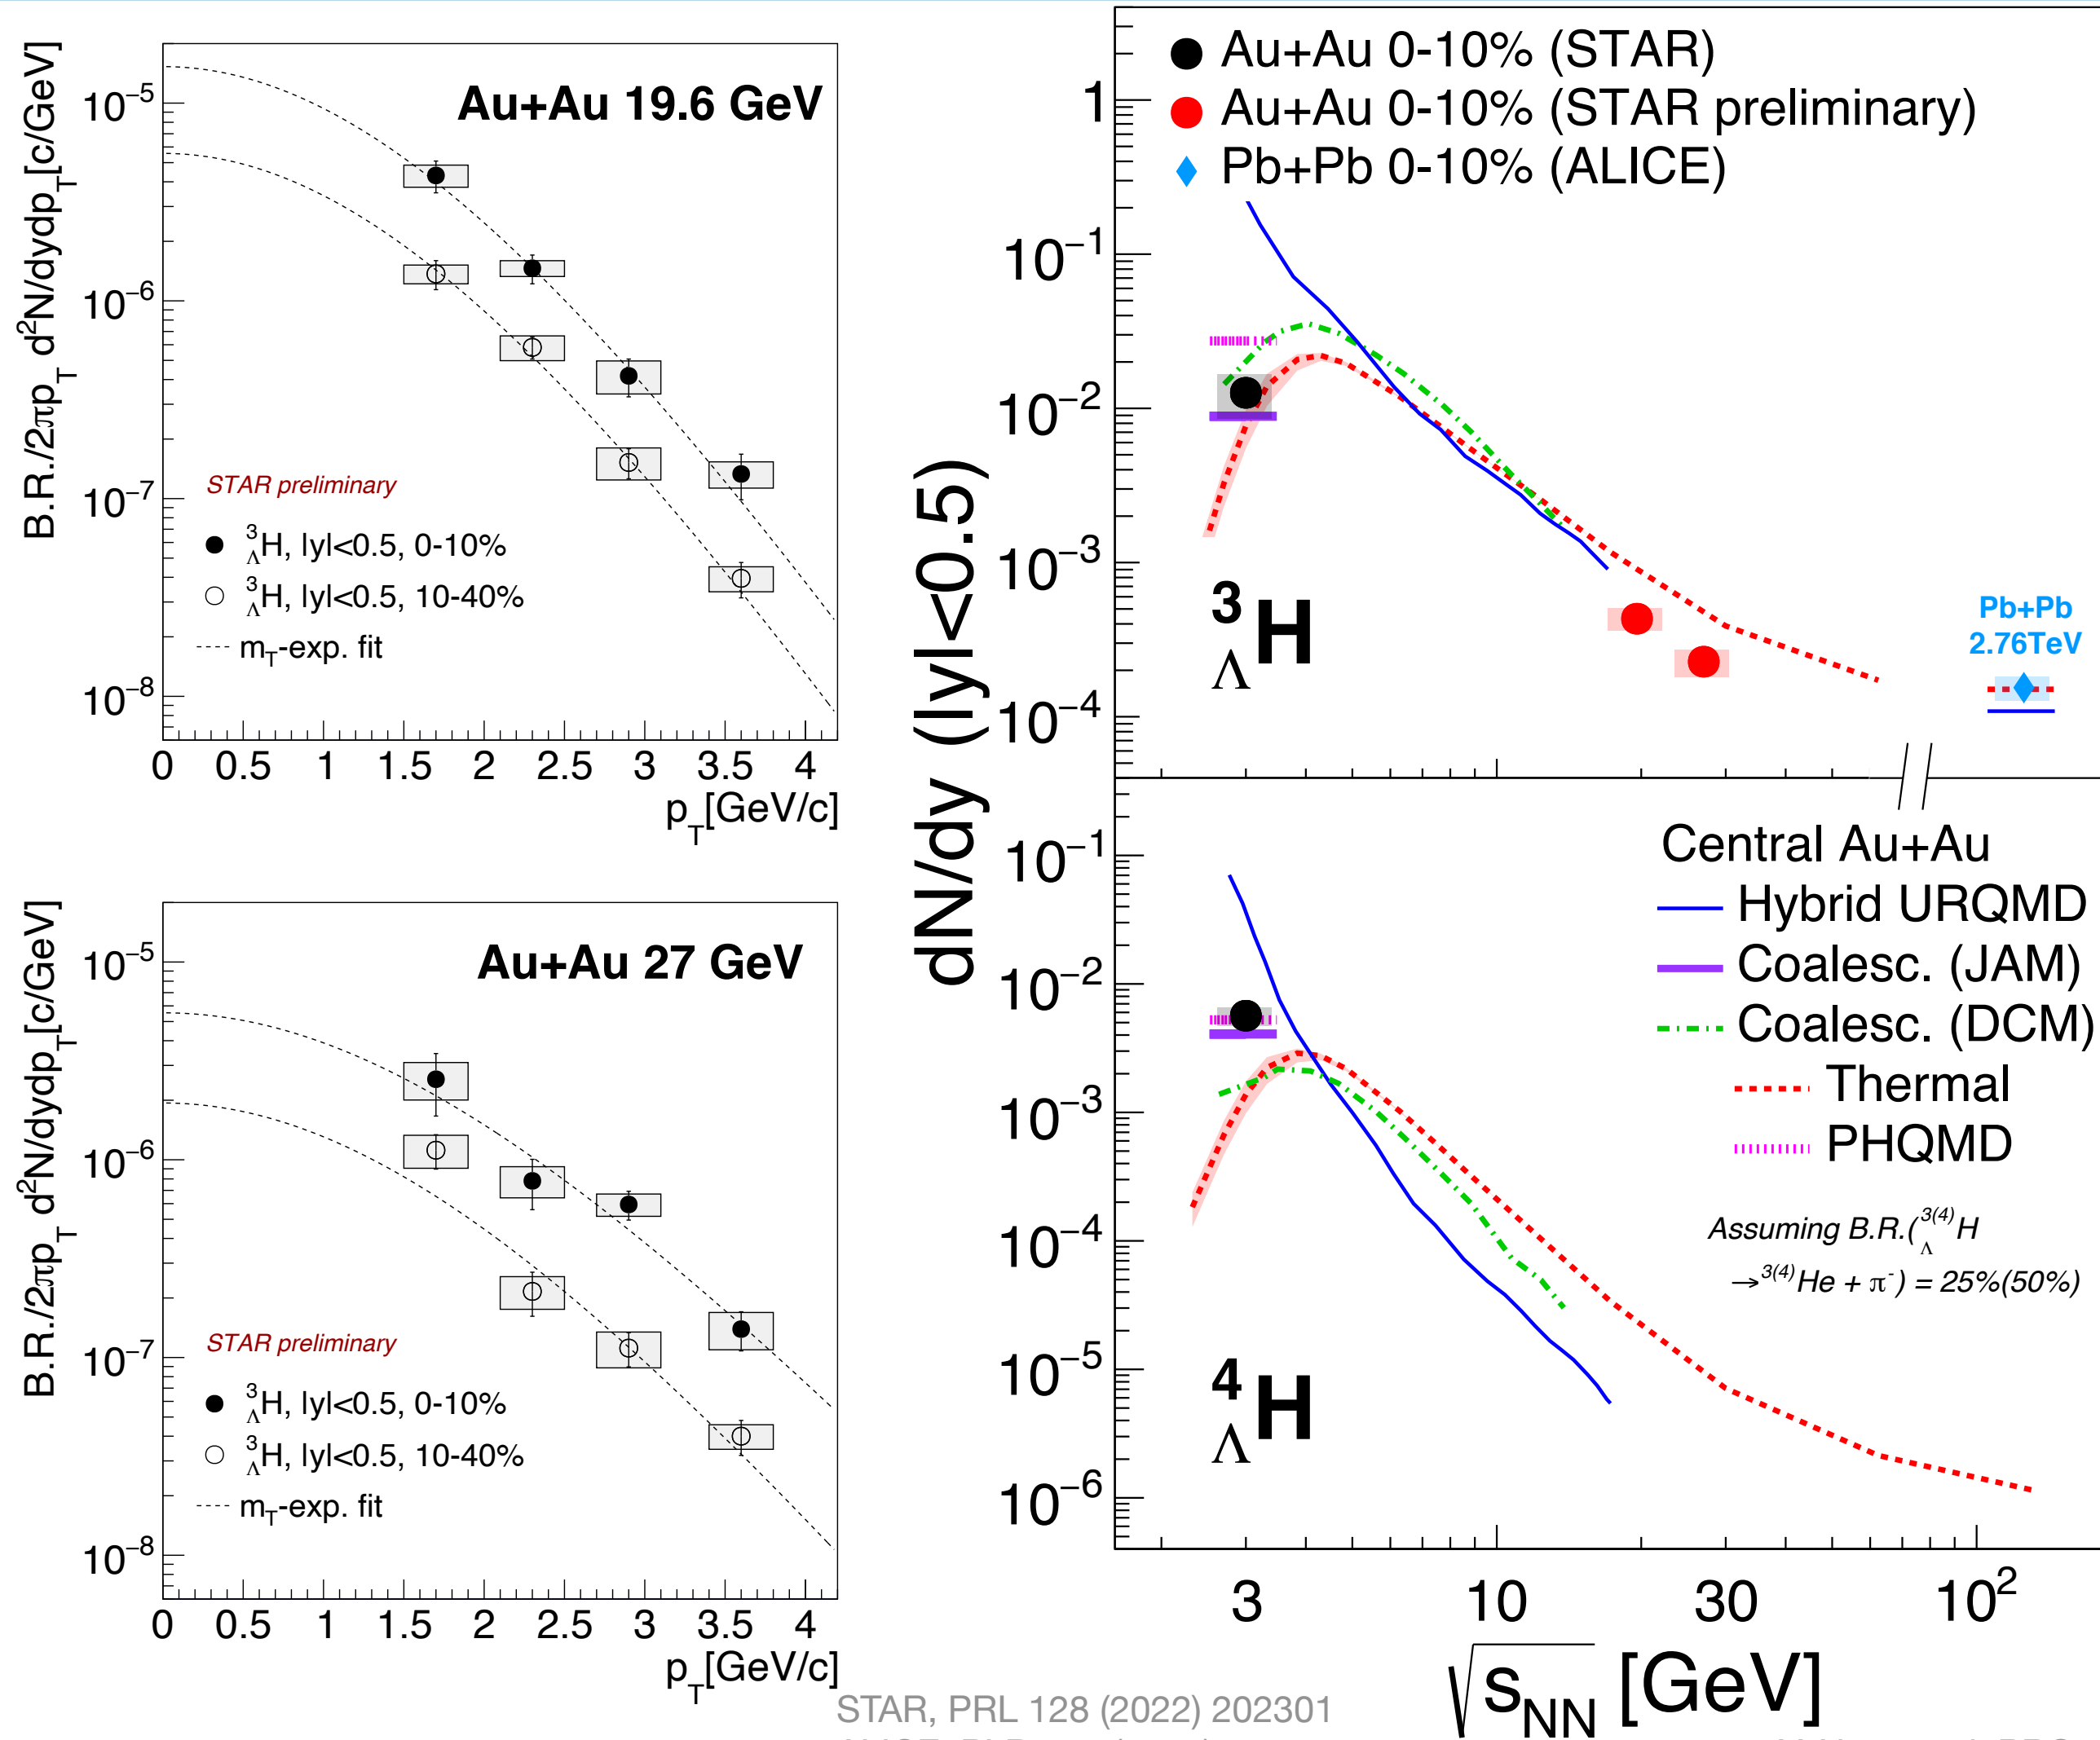 Au+Au 19.6 GeV
B.R./2πp_T d²N/dydp_T[c/GeV]
10⁻⁵
10⁻⁶
10⁻⁷
10⁻⁸
STAR preliminary
³_ΛH, |y|<0.5, 0-10%
³_ΛH, |y|<0.5, 10-40%
m_T-exp. fit
0 0.5 1 1.5 2 2.5 3 3.5 4
p_T[GeV/c]
Au+Au 27 GeV
B.R./2πp_T d²N/dydp_T[c/GeV]
10⁻⁵
10⁻⁶
10⁻⁷
10⁻⁸
STAR preliminary
³_ΛH, |y|<0.5, 0-10%
³_ΛH, |y|<0.5, 10-40%
m_T-exp. fit
0 0.5 1 1.5 2 2.5 3 3.5 4
p_T[GeV/c]
Au+Au 0-10% (STAR)
Au+Au 0-10% (STAR preliminary)
Pb+Pb 0-10% (ALICE)
dN/dy (|y|<0.5)
1
10⁻¹
10⁻²
10⁻³
10⁻⁴
³_ΛH
Pb+Pb
2.76TeV
10⁻¹
10⁻²
10⁻³
10⁻⁴
10⁻⁵
10⁻⁶
Central Au+Au
Hybrid URQMD
Coalesc. (JAM)
Coalesc. (DCM)
Thermal
PHQMD
Assuming B.R.(³⁽⁴⁾_ΛH
→³⁽⁴⁾He + π⁻) = 25%(50%)
⁴_ΛH
3 10 30 10²
√s_NN [GeV]
STAR, PRL 128 (2022) 202301